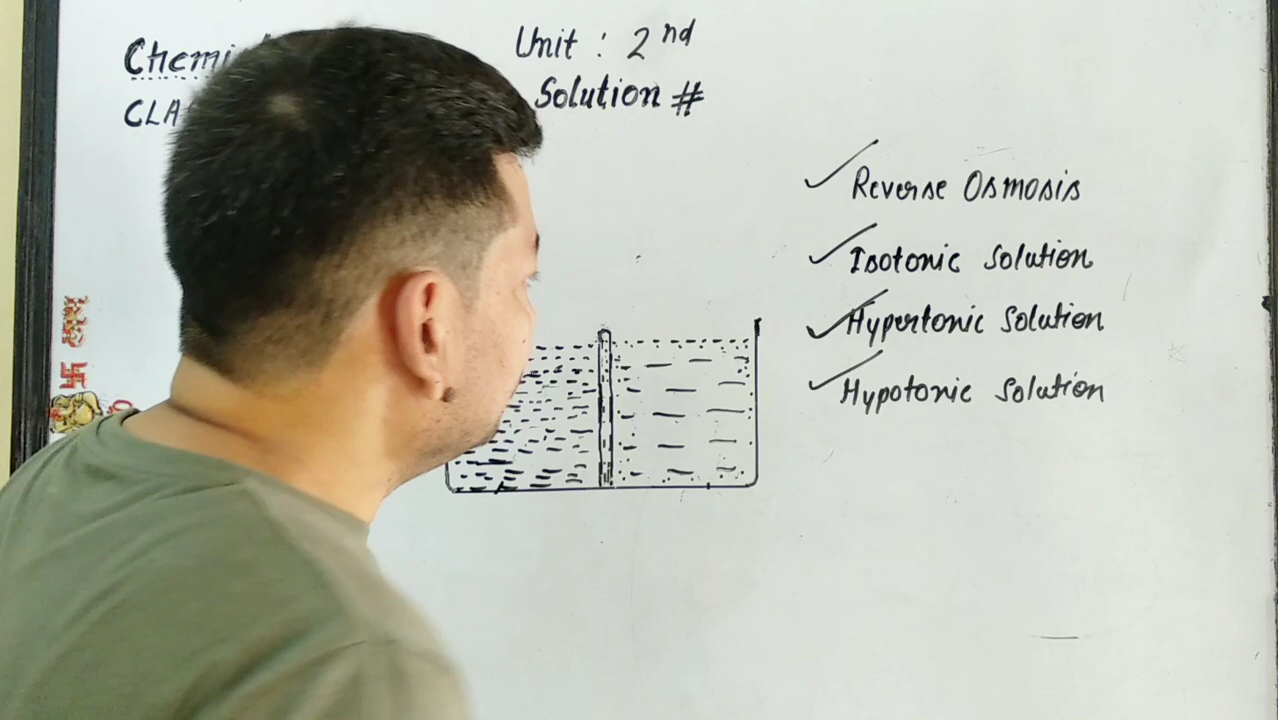 Chemi
CLA
Unit : 2nd
Solution #
Reverse Osmosis
Isotonic Solution
Hypertonic Solution
Hypotonic Solution